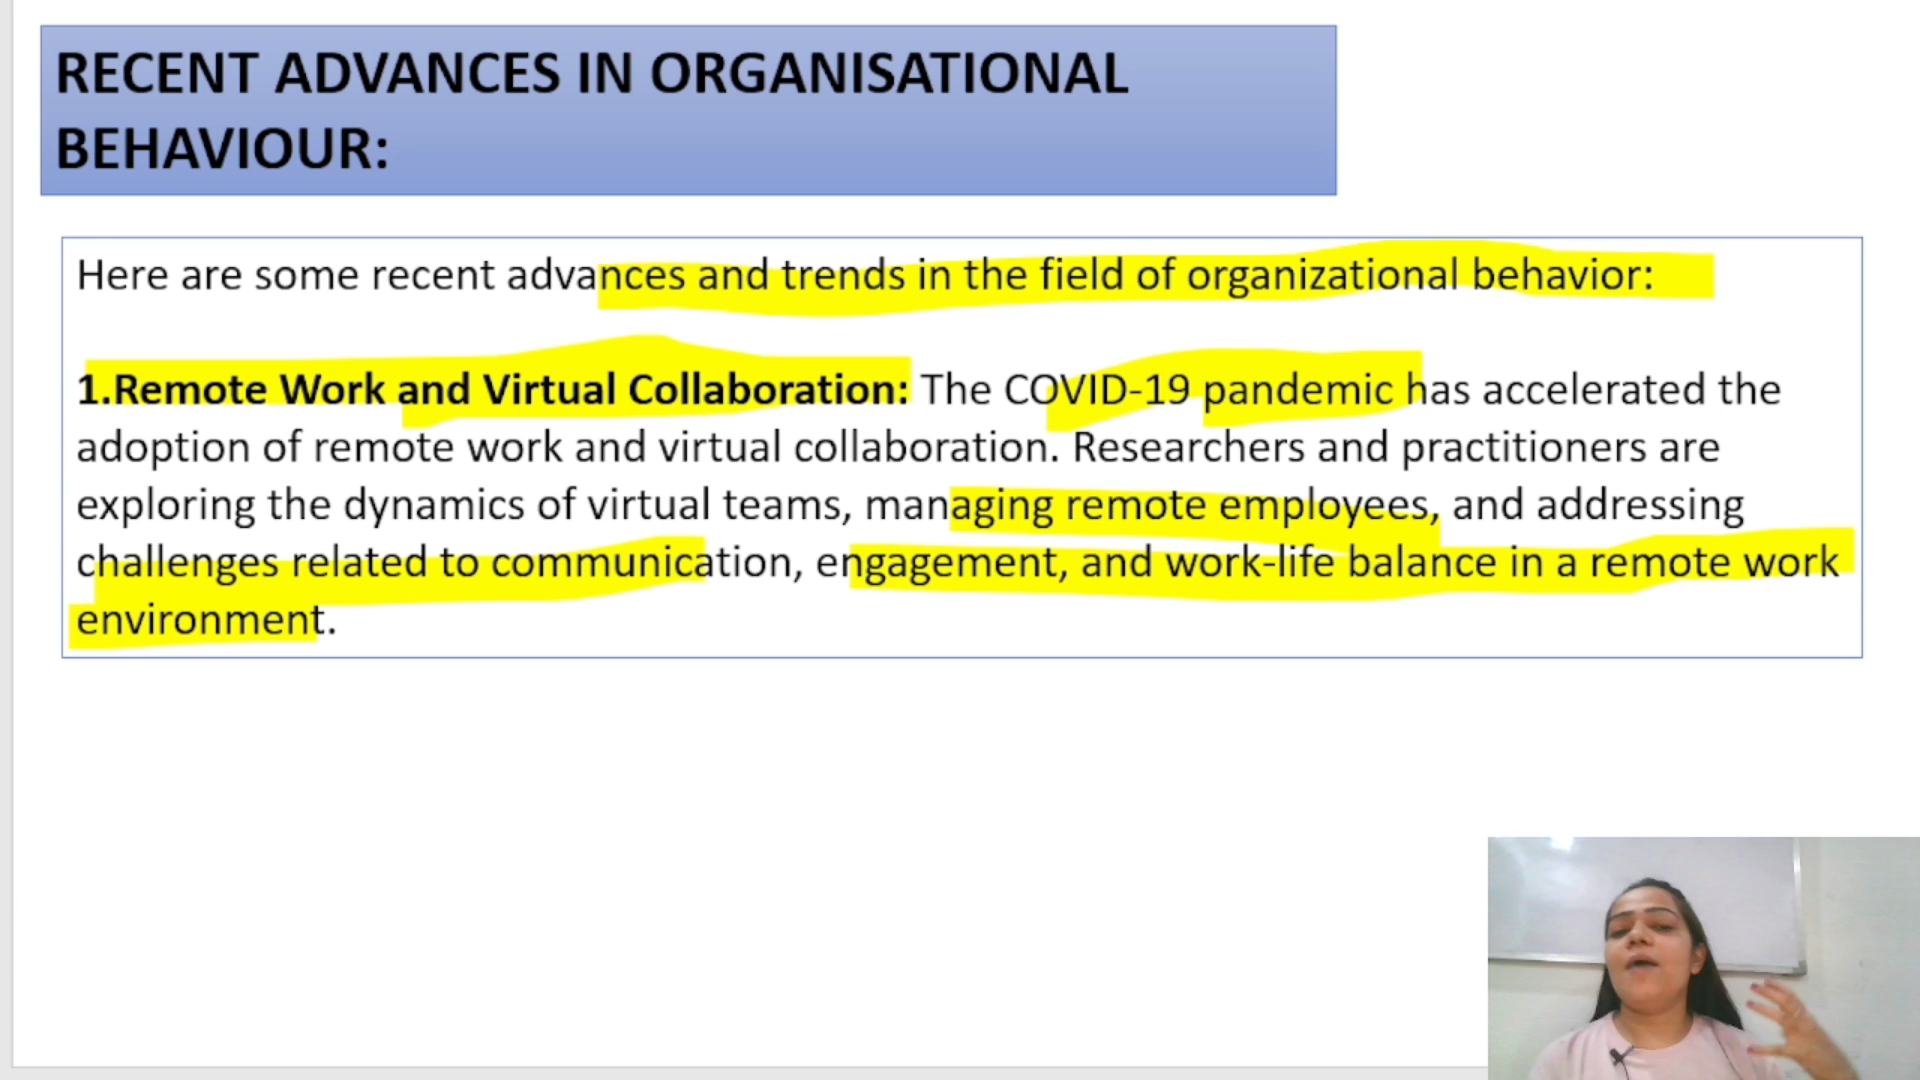 RECENT ADVANCES IN ORGANISATIONAL
BEHAVIOUR:
Here are some recent advances and trends in the field of organizational behavior:
1.Remote Work and Virtual Collaboration: The COVID-19 pandemic has accelerated the
adoption of remote work and virtual collaboration. Researchers and practitioners are
exploring the dynamics of virtual teams, managing remote employees, and addressing
challenges related to communication, engagement, and work-life balance in a remote work
environment.